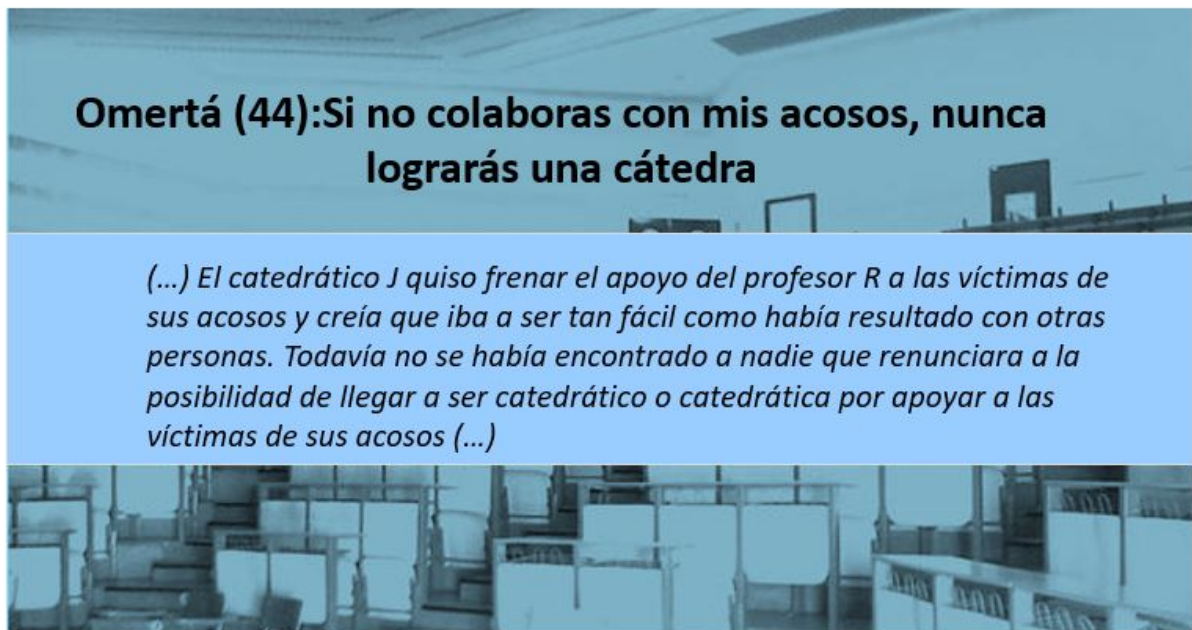 Omertá (44):Si no colaboras con mis acosos, nunca
lograrás una cátedra
(...) El catedrático J quiso frenar el apoyo del profesor R a las víctimas de
sus acosos y creía que iba a ser tan fácil como había resultado con otras
personas. Todavía no se había encontrado a nadie que renunciara a la
posibilidad de llegar a ser catedrático o catedrática por apoyar a las
víctimas de sus acosos (...)